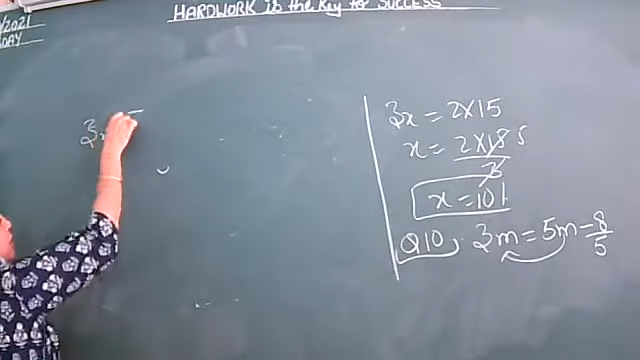 HARDWORK is the Key to SUCCESS
/2021
DAY
3x = 2×15
x = 2×15 5
3
x = 10
Q10. 3m = 5m - 8/5